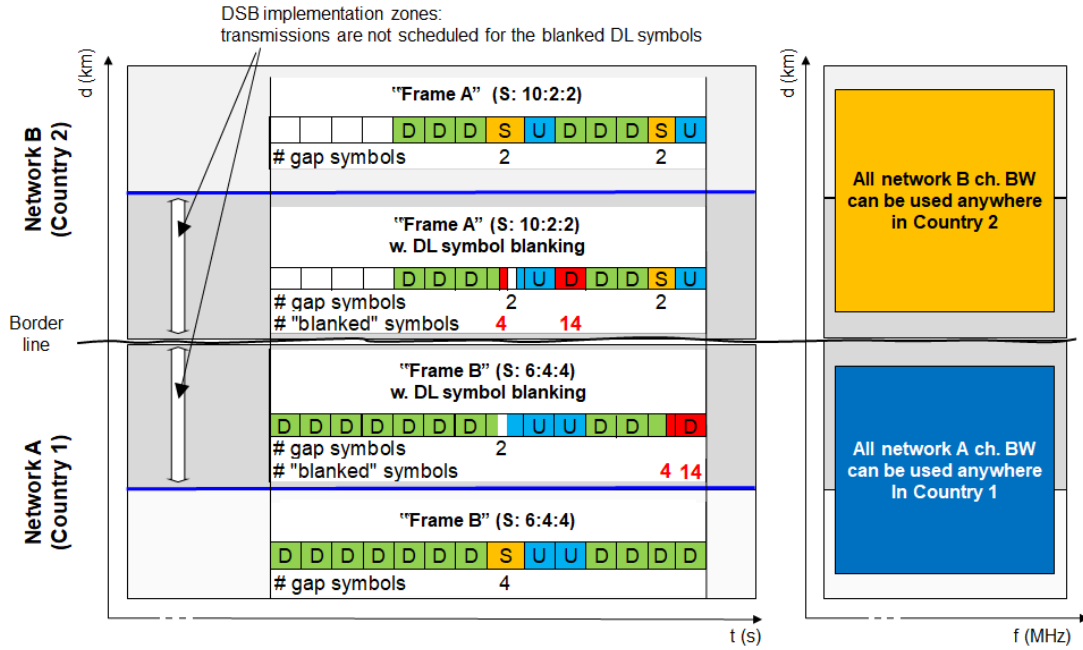 DSB implementation zones:
transmissions are not scheduled for the blanked DL symbols
d (km)
Network B
(Country 2)
"Frame A" (S: 10:2:2)
D D D S U D D D S U
# gap symbols 2 2
"Frame A" (S: 10:2:2)
w. DL symbol blanking
D D D U D D D S U
# gap symbols 2 2
# "blanked" symbols 4 14
Border
line
Network A
(Country 1)
"Frame B" (S: 6:4:4)
w. DL symbol blanking
D D D D D D D U U D D D
# gap symbols 2
# "blanked" symbols 4 14
"Frame B" (S: 6:4:4)
D D D D D D D S U U D D D D
# gap symbols 4
t (s)
d (km)
All network B ch. BW
can be used anywhere
in Country 2
All network A ch. BW
can be used anywhere
In Country 1
f (MHz)